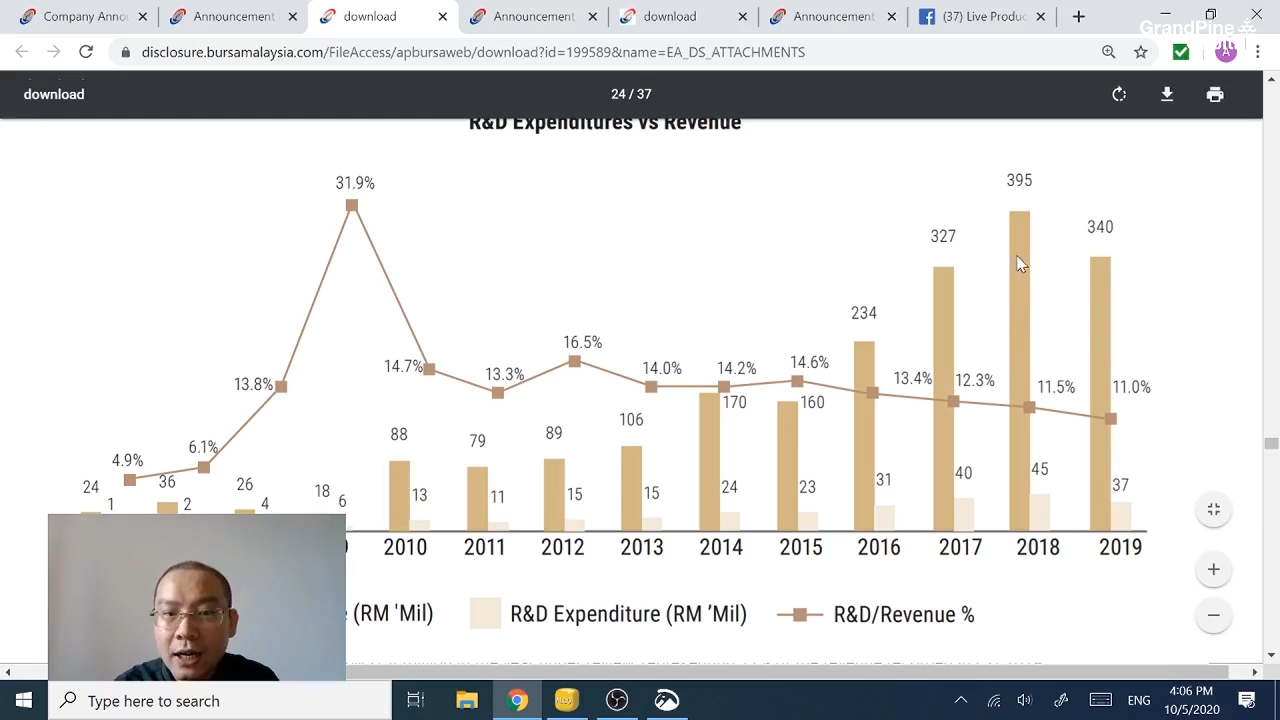 Company Anno
Announcement
download
Announcement
download
Announcement
(37) Live Produc
GrandPine
disclosure.bursamalaysia.com/FileAccess/apbursaweb/download?id=199589&name=EA_DS_ATTACHMENTS
A
download
24 / 37
R&D Expenditures vs Revenue
31.9%
395
340
327
234
16.5%
14.7%
13.3%
14.0%
14.2%
14.6%
13.4%
12.3%
11.5%
11.0%
13.8%
170
160
106
88
79
89
6.1%
4.9%
24
1
36
2
26
4
18
6
13
11
15
15
24
23
31
40
45
37
2010
2011
2012
2013
2014
2015
2016
2017
2018
2019
(RM 'Mil)
R&D Expenditure (RM ’Mil)
R&D/Revenue %
Type here to search
ENG
4:06 PM
10/5/2020